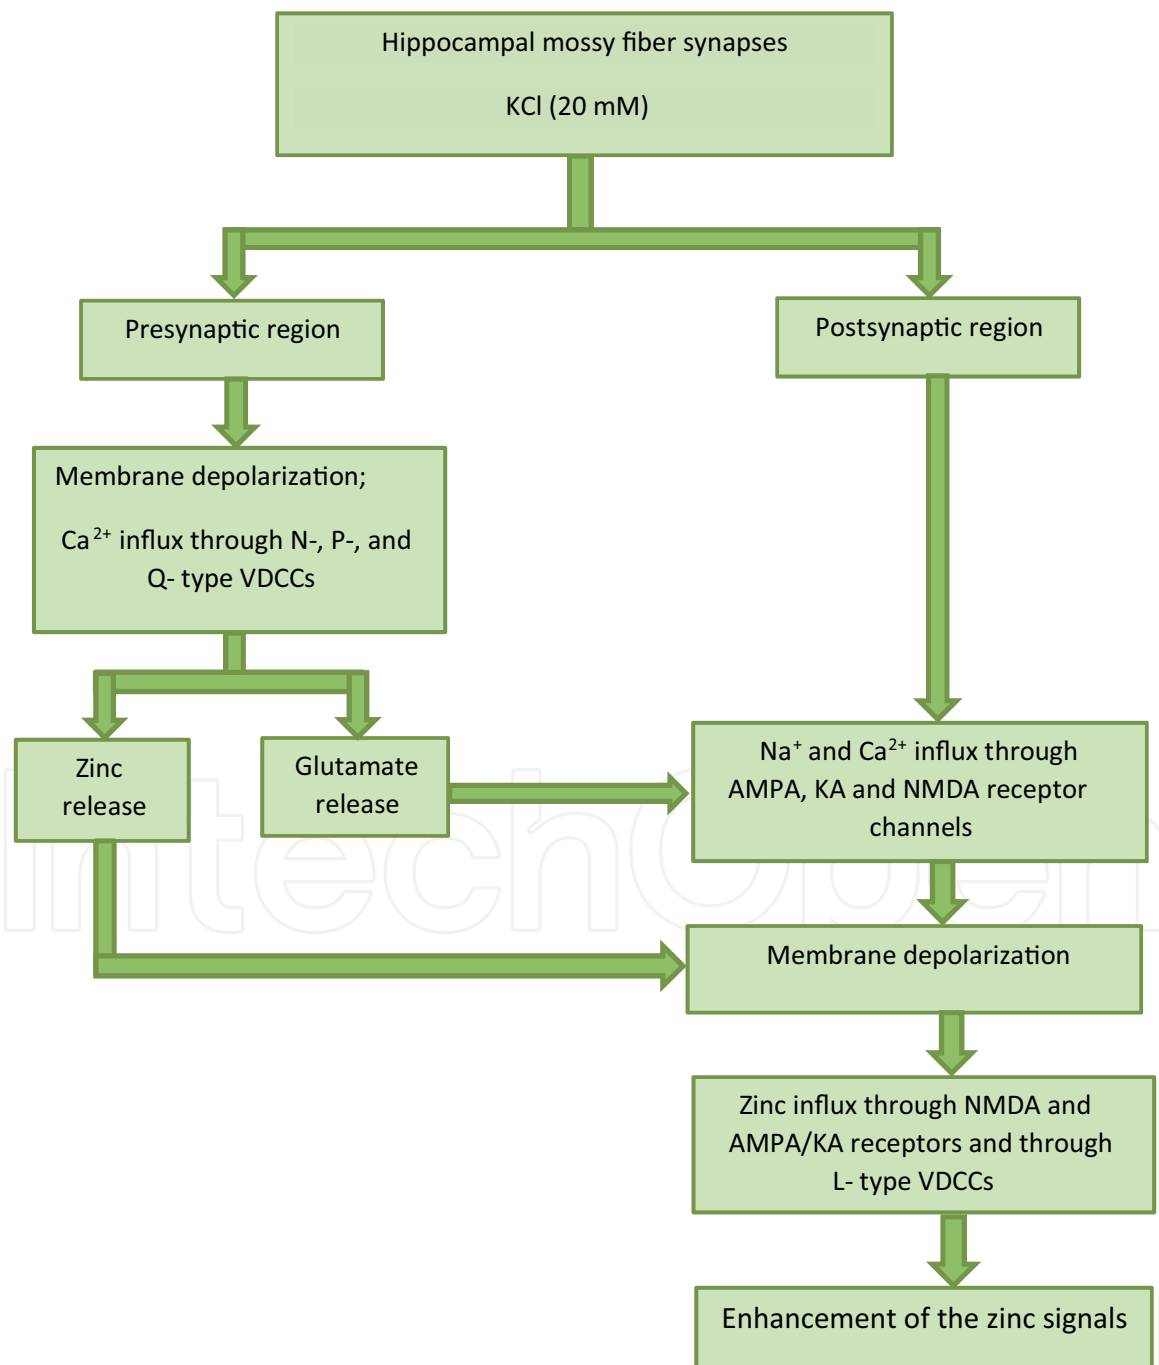 Hippocampal mossy fiber synapses
KCl (20 mM)
Presynaptic region
Postsynaptic region
Membrane depolarization;
Ca²⁺ influx through N-, P-, and
Q- type VDCCs
Zinc
release
Glutamate
release
Na⁺ and Ca²⁺ influx through
AMPA, KA and NMDA receptor
channels
IntechOpen
Membrane depolarization
Zinc influx through NMDA and
AMPA/KA receptors and through
L- type VDCCs
Enhancement of the zinc signals